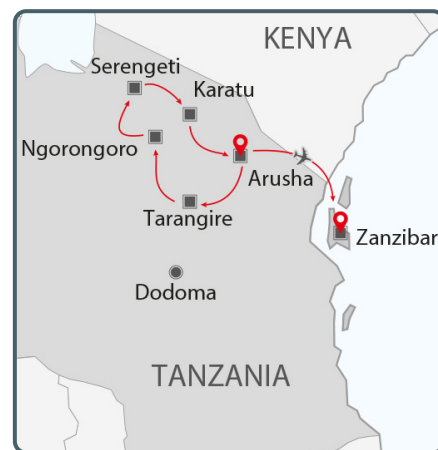 KENYA
Serengeti
Karatu
Ngorongoro
Arusha
Tarangire
Zanzibar
Dodoma
TANZANIA